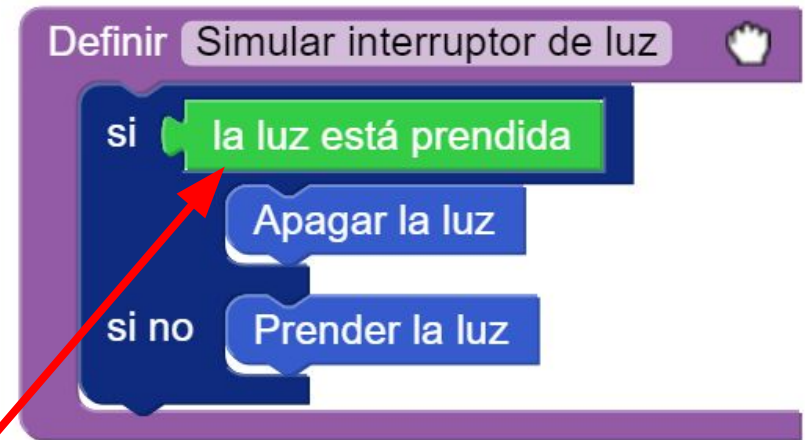 Definir Simular interruptor de luz
si la luz está prendida
Apagar la luz
si no Prender la luz